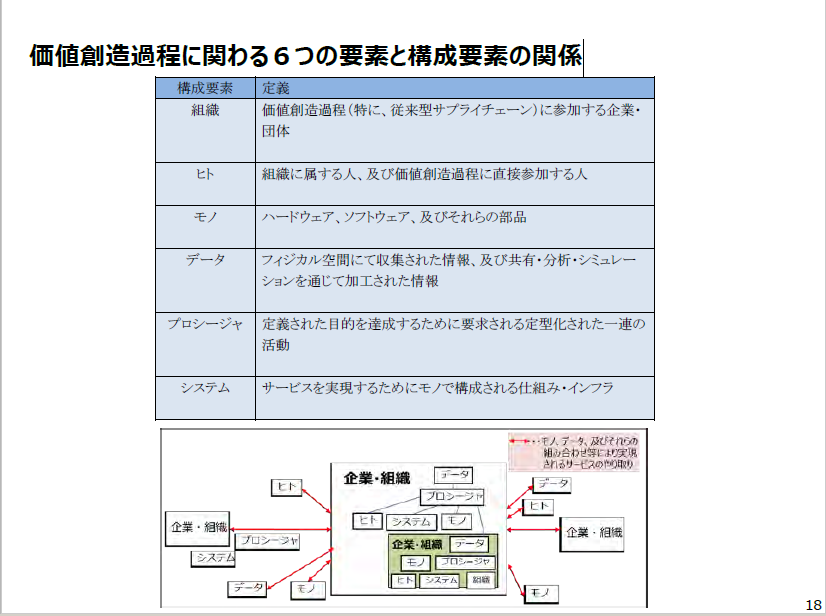 価値創造過程に関わる６つの要素と構成要素の関係
構成要素 定義
組織 価値創造過程（特に、従来型サプライチェーン）に参加する企業・
団体
ヒト 組織に属する人、及び価値創造過程に直接参加する人
モノ ハードウェア、ソフトウェア、及びそれらの部品
データ フィジカル空間にて収集された情報、及び共有・分析・シミュレー
ションを通じて加工された情報
プロシージャ 定義された目的を達成するために要求される定型化された一連の
活動
システム サービスを実現するためにモノで構成される仕組み・インフラ
・・モノ、データ、及びそれらの
組み合わせ等により実現
されるサービスのやり取り
企業・組織
データ
プロシージャ
ヒト システム モノ
企業・組織 データ
モノ プロシージャ
ヒト システム 組織
ヒト
企業・組織
プロシージャ
システム
データ
モノ
データ
ヒト
企業・組織
モノ
18